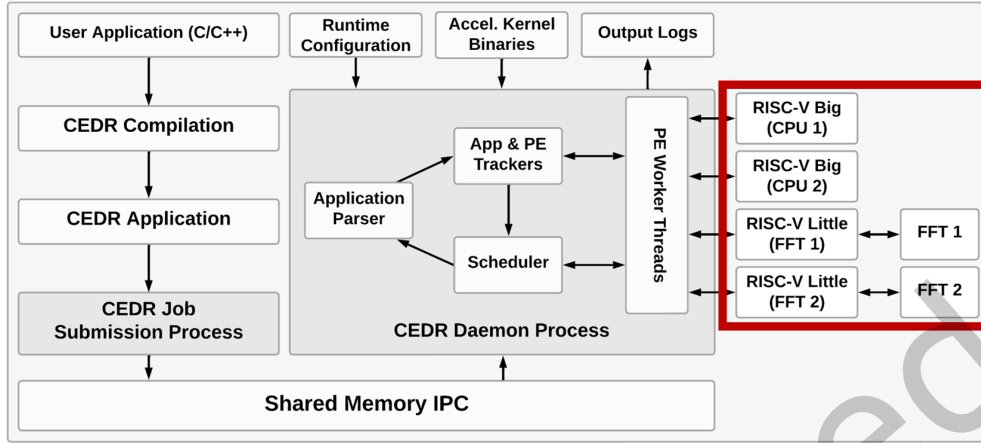 User Application (C/C++)
CEDR Compilation
CEDR Application
CEDR Job
Submission Process
Runtime
Configuration
Accel. Kernel
Binaries
Output Logs
Application
Parser
App & PE
Trackers
Scheduler
PE Worker Threads
CEDR Daemon Process
RISC-V Big
(CPU 1)
RISC-V Big
(CPU 2)
RISC-V Little
(FFT 1)
FFT 1
RISC-V Little
(FFT 2)
FFT 2
Shared Memory IPC
ed